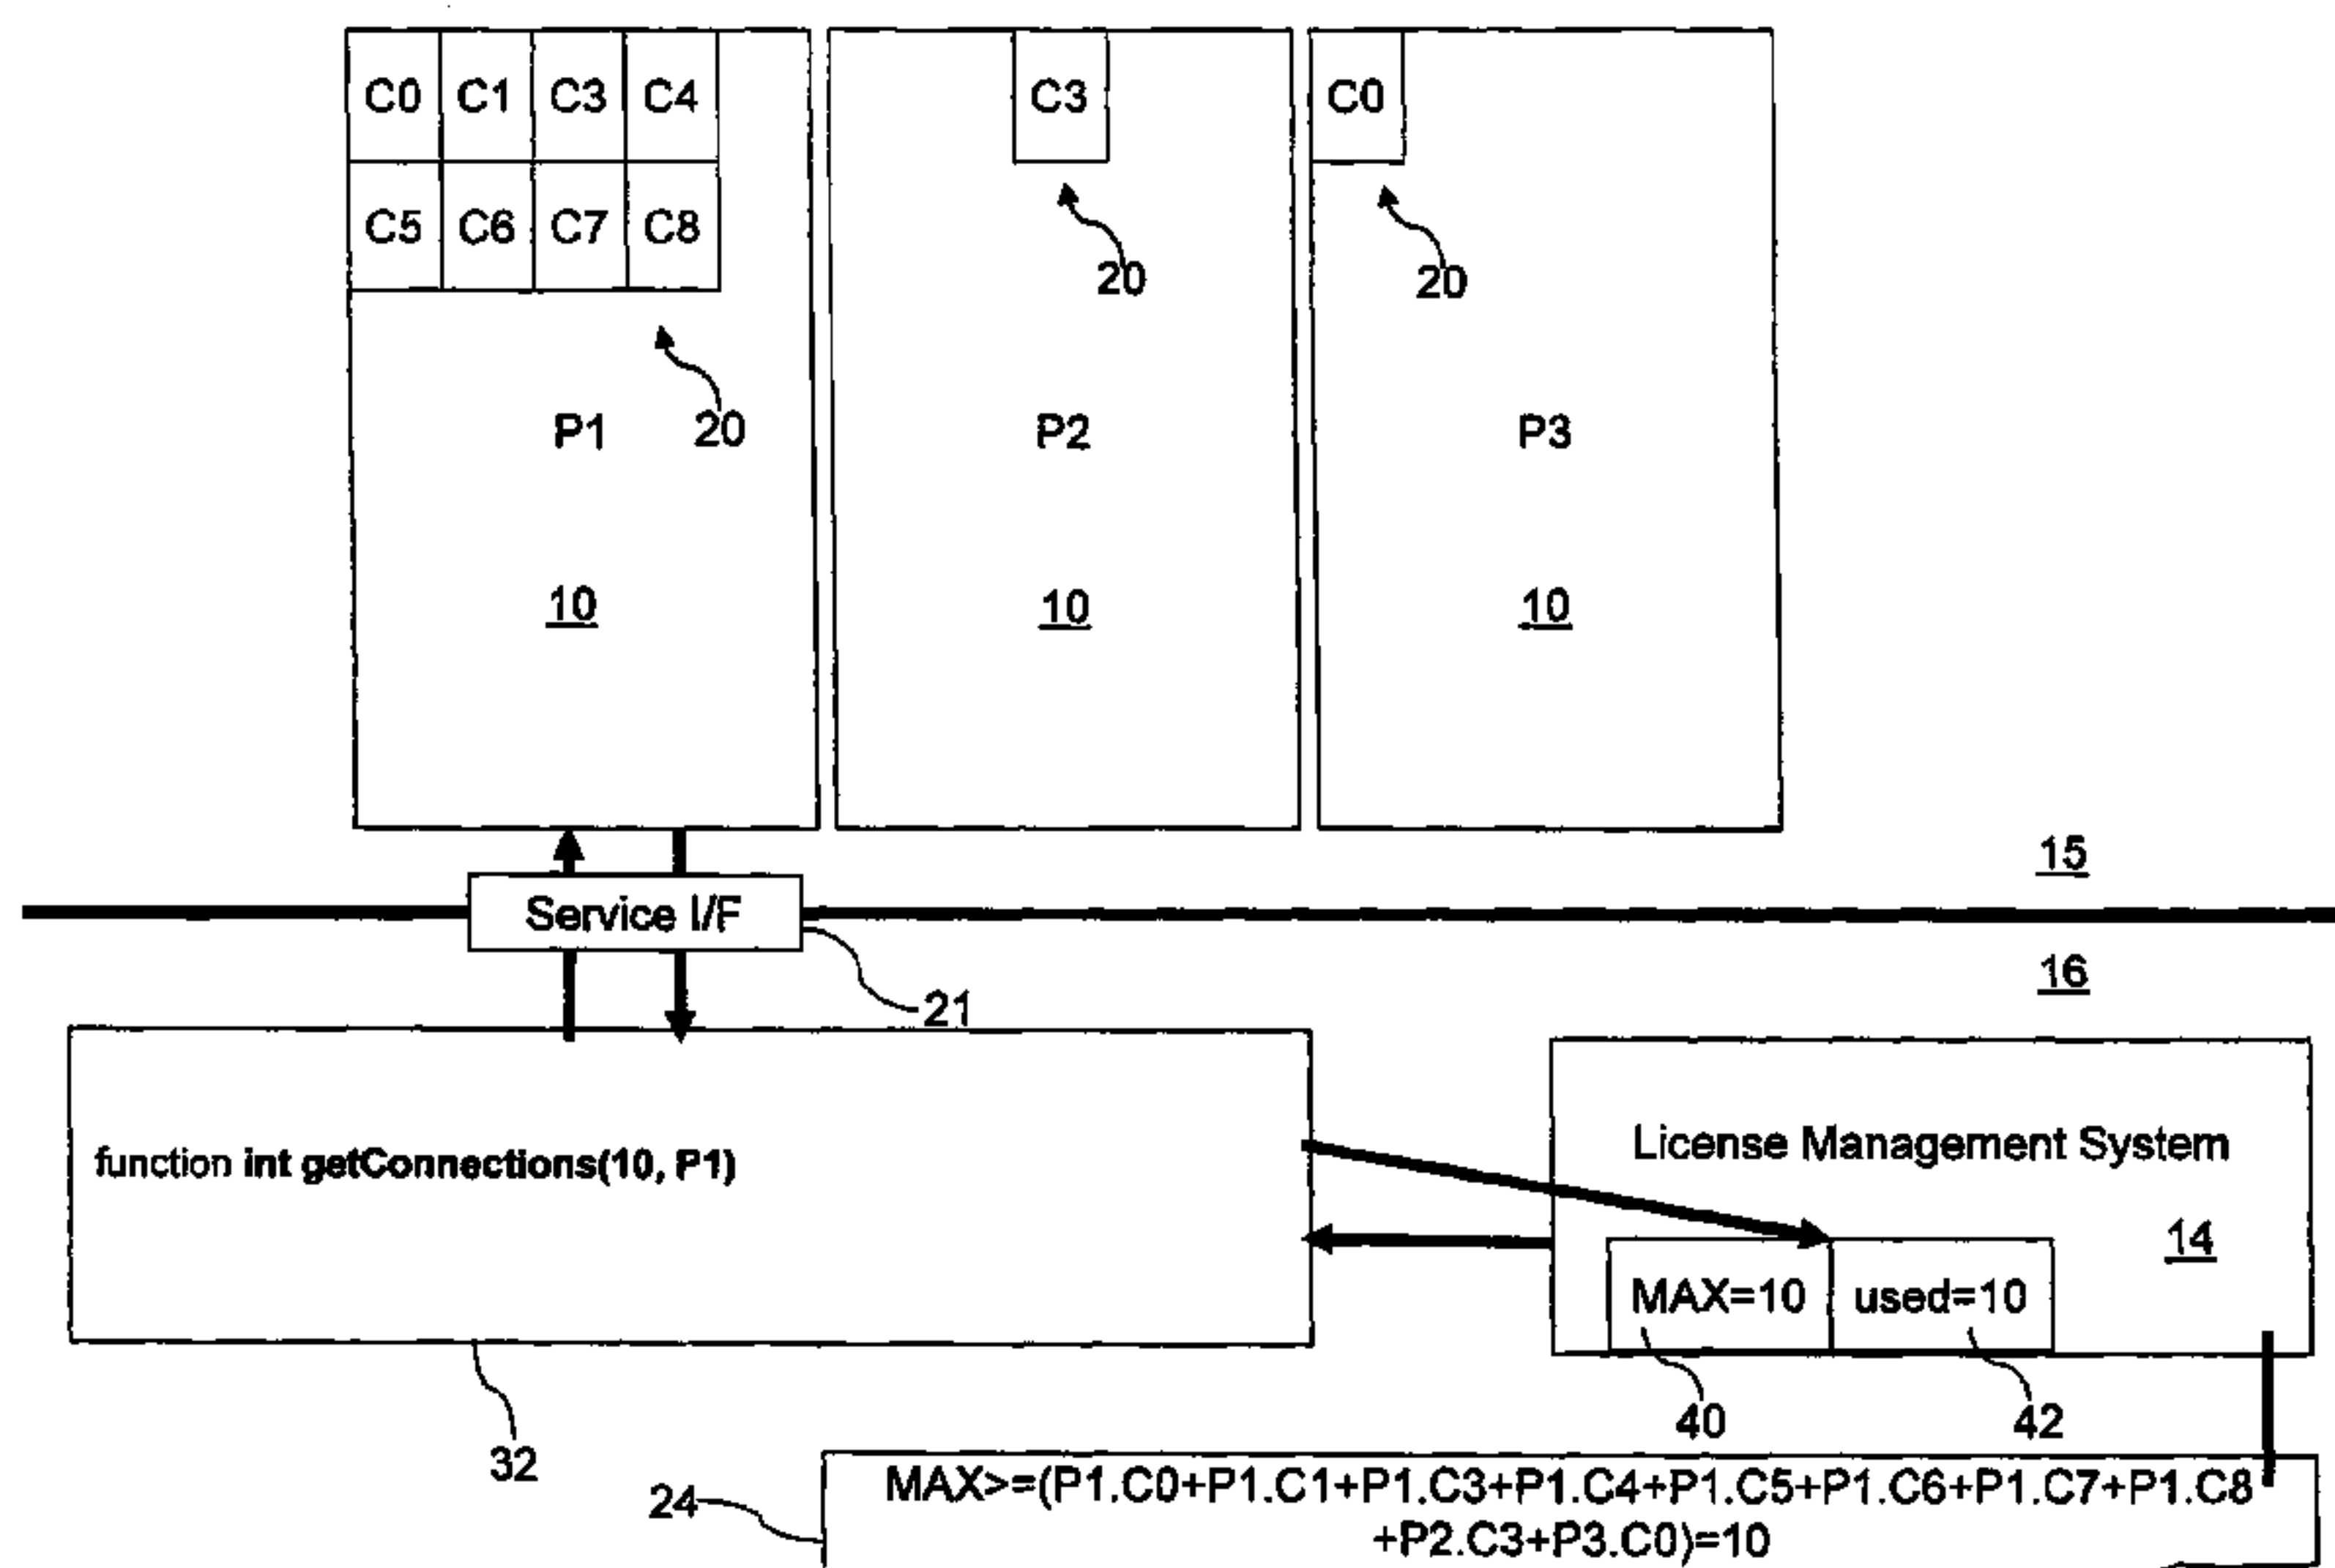 C0 C1 C3 C4 C3 C0
C5 C6 C7 C8
20 20
P1 20 P2 P3
10 10 10
15
Service I/F
16
21
function int getConnections(10, P1)
License Management System
14
MAX=10 used=10
40 42
32
24
MAX>=(P1.C0+P1.C1+P1.C3+P1.C4+P1.C5+P1.C6+P1.C7+P1.C8
+P2.C3+P3.C0)=10